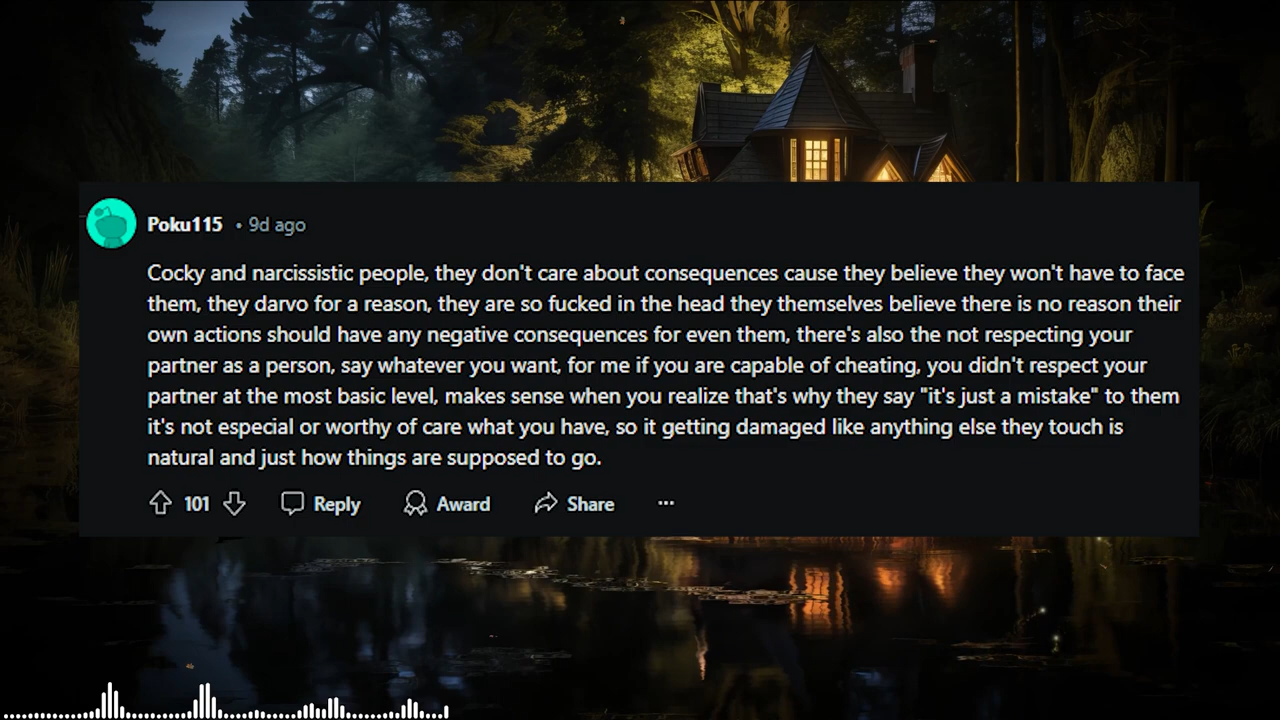 Poku115 • 9d ago
Cocky and narcissistic people, they don't care about consequences cause they believe they won't have to face
them, they darvo for a reason, they are so fucked in the head they themselves believe there is no reason their
own actions should have any negative consequences for even them, there's also the not respecting your
partner as a person, say whatever you want, for me if you are capable of cheating, you didn't respect your
partner at the most basic level, makes sense when you realize that's why they say "it's just a mistake" to them
it's not especial or worthy of care what you have, so it getting damaged like anything else they touch is
natural and just how things are supposed to go.
101 Reply Award Share ...